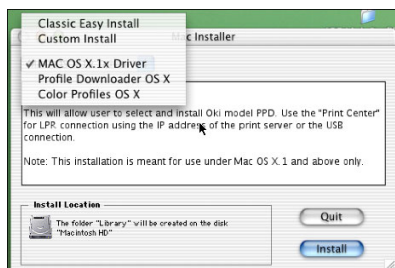 Classic Easy Install
Custom Install
Mac Installer
✓ MAC OS X.1x Driver
Profile Downloader OS X
Color Profiles OS X
This will allow user to select and install Oki model PPD. Use the "Print Center"
for LPR connection using the IP address of the print server or the USB
connection.
Note: This installation is meant for use under Mac OS X.1 and above only.
Install Location
The folder "Library" will be created on the disk
"Macintosh HD"
Quit
Install